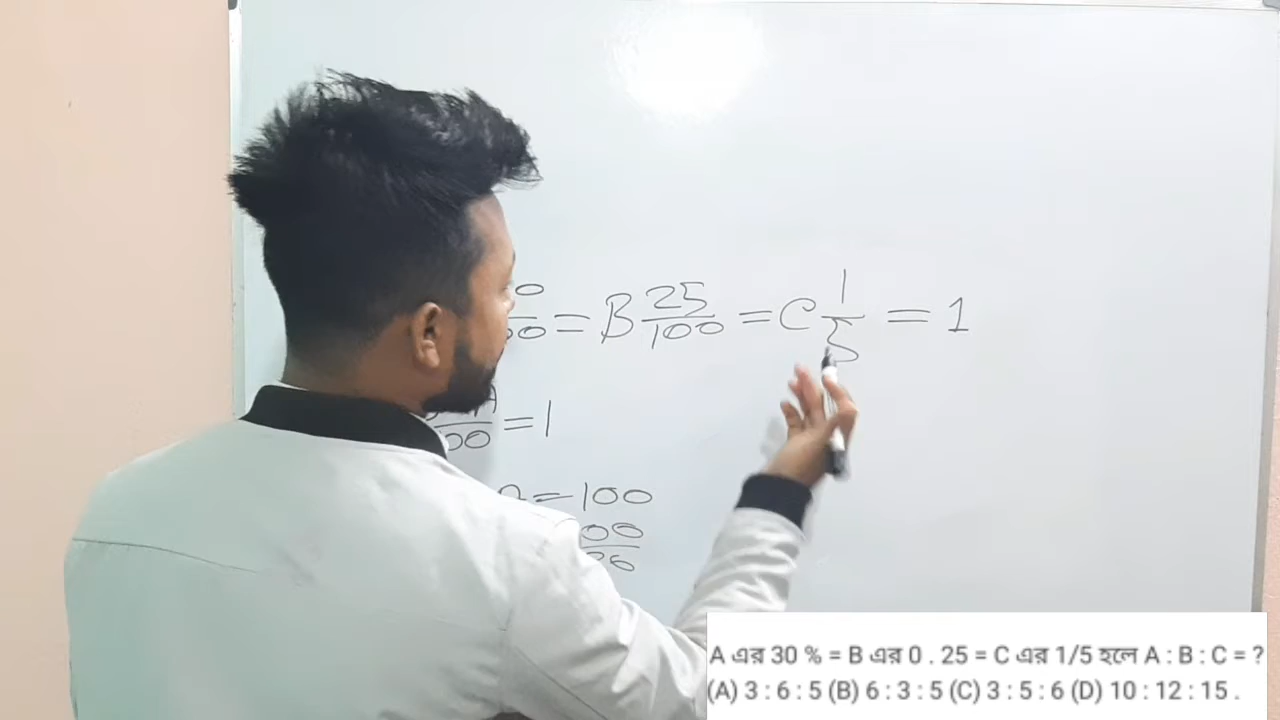 = B 25/100 = C 1/5 = 1
= 1
= 100
A এর 30 % = B এর 0 . 25 = C এর 1/5 হলে A : B : C = ?
(A) 3 : 6 : 5 (B) 6 : 3 : 5 (C) 3 : 5 : 6 (D) 10 : 12 : 15 .